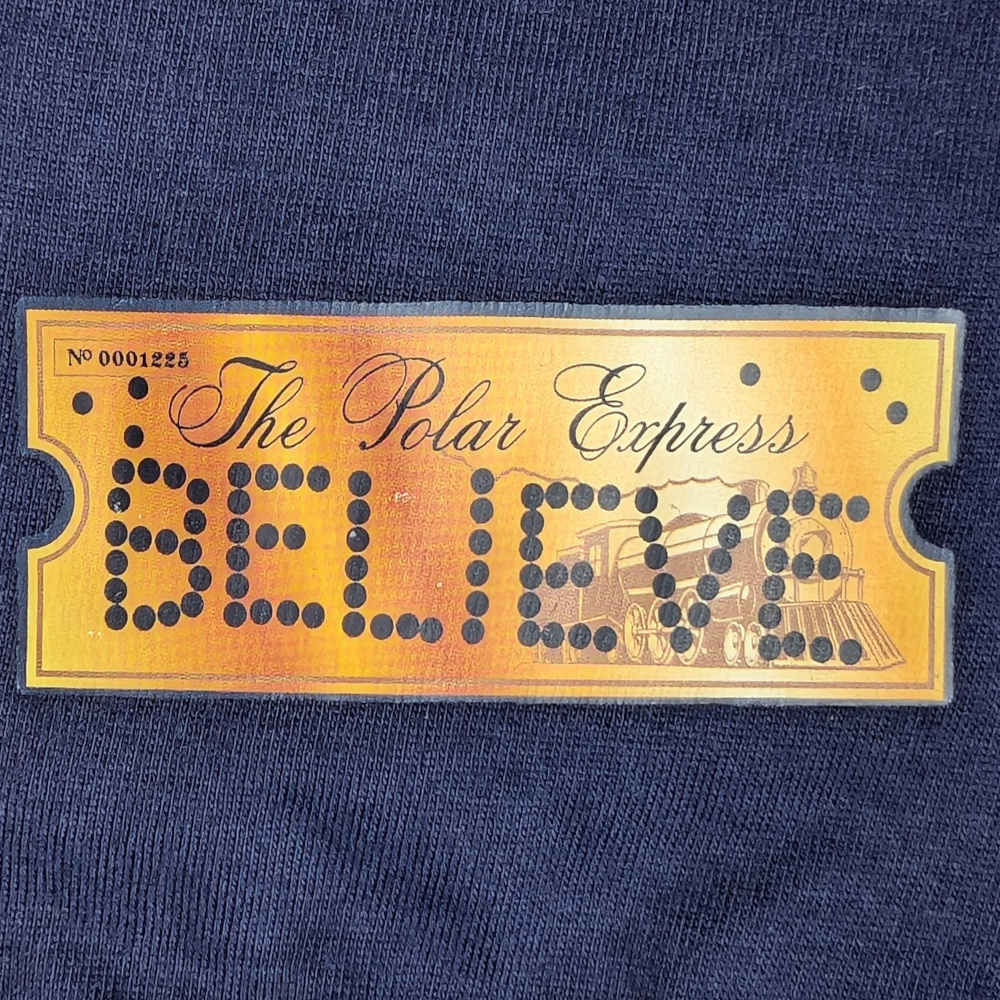 Nº 0001225
The Polar Express
BELIEVE